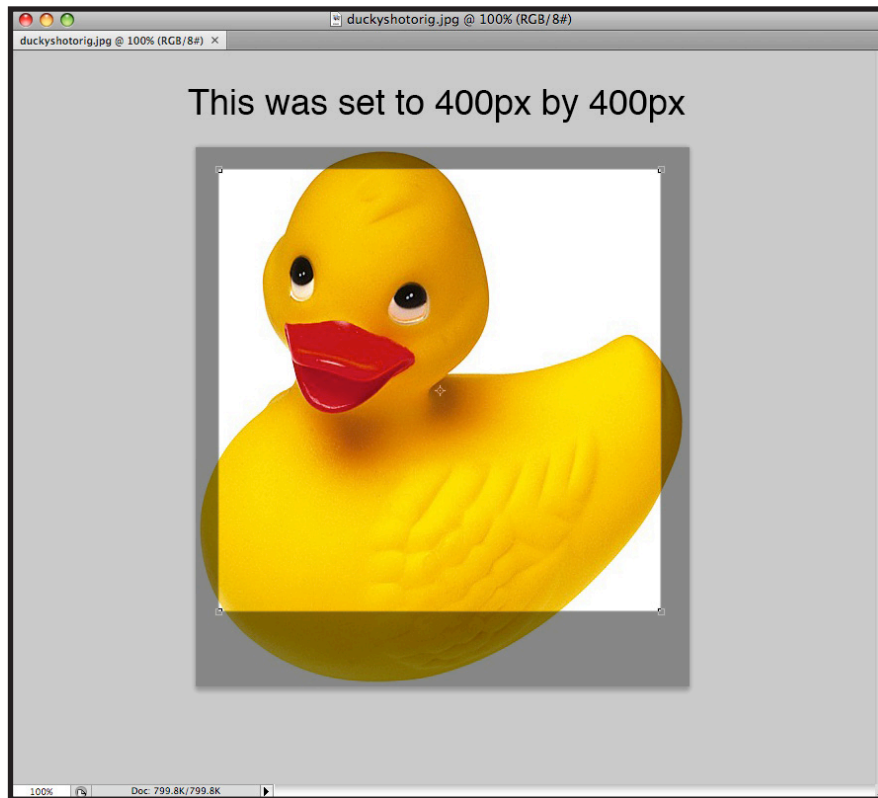 duckyshotorig.jpg @ 100% (RGB/8#)
duckyshotorig.jpg @ 100% (RGB/8#) ×
This was set to 400px by 400px
100% Doc: 799.8K/799.8K